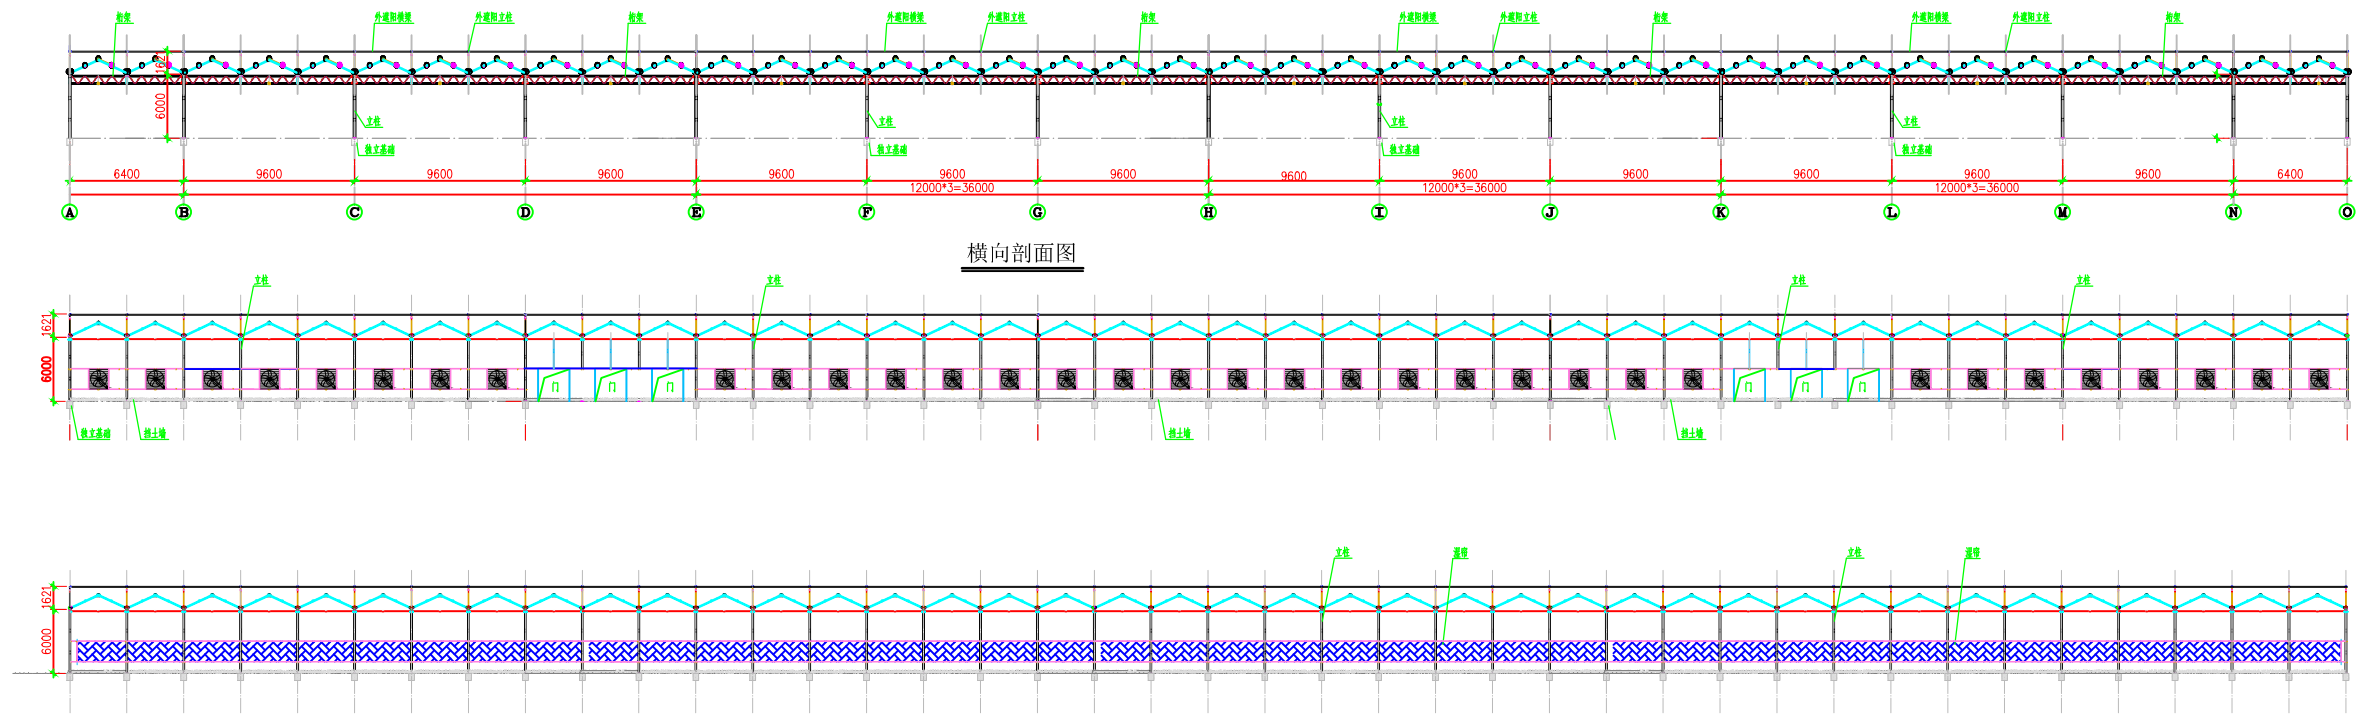 桁架 外遮阳横梁 外遮阳立柱 桁架 外遮阳横梁 外遮阳立柱 桁架 外遮阳横梁 外遮阳立柱 桁架 外遮阳横梁 外遮阳立柱 桁架
1621
6000
立柱 立柱 立柱 立柱
独立基础 独立基础 独立基础 独立基础
6400 9600 9600 9600 9600 9600 9600 9600 9600 9600 9600 9600 9600 6400
12000*3=36000 12000*3=36000 12000*3=36000
A B C D E F G H I J K L M N O
横向剖面图
立柱 立柱 立柱 立柱
1621
6000
独立基础 挡土墙 挡土墙 挡土墙
立柱 湿帘 立柱 湿帘
1621
6000